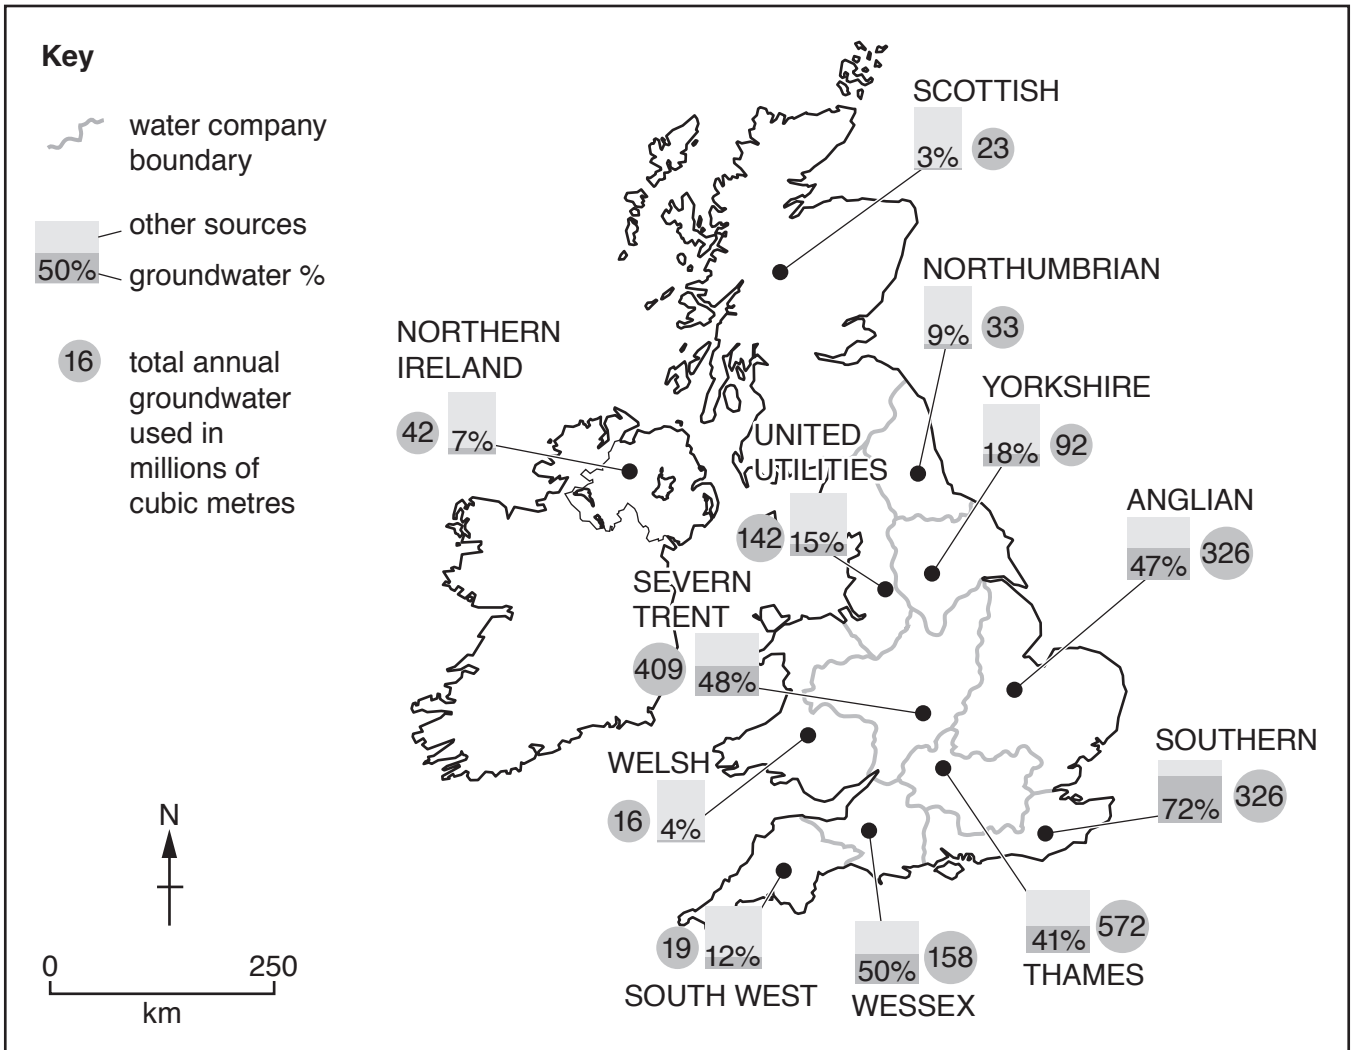 Key
water company
boundary
other sources
50%
groundwater %
16
total annual
groundwater
used in
millions of
cubic metres
SCOTTISH
3%
23
NORTHUMBRIAN
9%
33
NORTHERN
IRELAND
42
7%
YORKSHIRE
18%
92
UNITED
UTILITIES
142
15%
ANGLIAN
47%
326
SEVERN
TRENT
409
48%
SOUTHERN
72%
326
WELSH
16
4%
THAMES
41%
572
SOUTH WEST
19
12%
WESSEX
50%
158
N
0
250
km